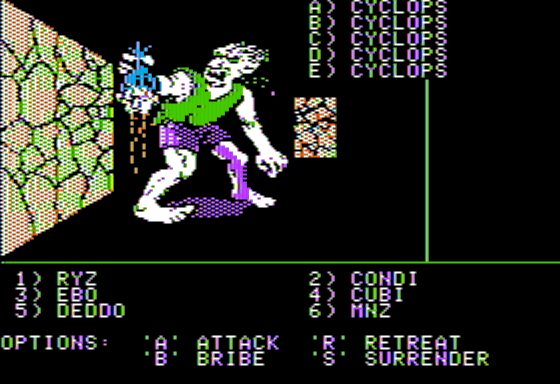 A) CYCLOPS
B) CYCLOPS
C) CYCLOPS
D) CYCLOPS
E) CYCLOPS
1) RYZ 2) CONDI
3) EBO 4) CUBI
5) DEDDO 6) MNZ
OPTIONS: 'A' ATTACK 'R' RETREAT
'B' BRIBE 'S' SURRENDER